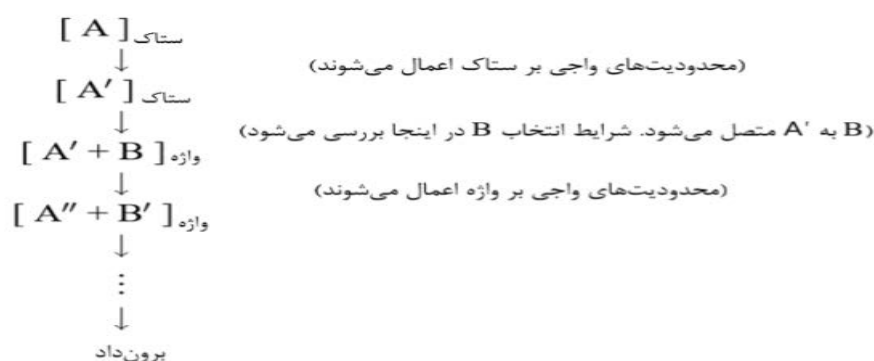 [ A ]ستاک
↓ (محدودیت‌های واجی بر ستاک اعمال می‌شوند)
[ A′ ]ستاک
↓ (B به A′ متصل می‌شود. شرایط انتخاب B در اینجا بررسی می‌شود)
[ A′ + B ]واژه
↓ (محدودیت‌های واجی بر واژه اعمال می‌شوند)
[ A″ + B′ ]واژه
↓
⋮
↓
برون‌داد